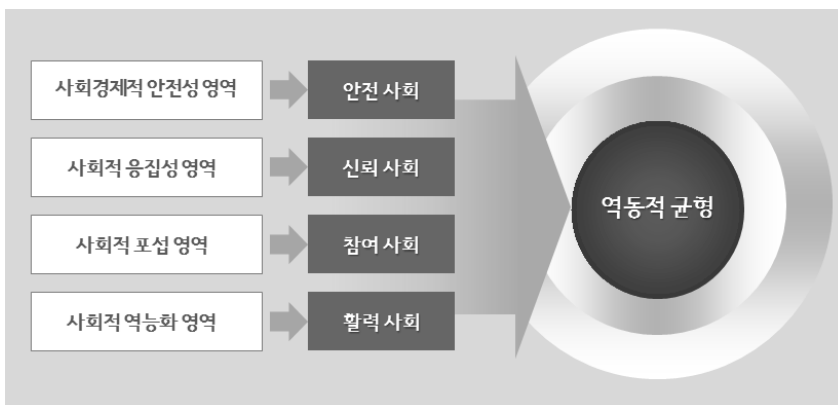 사회경제적 안전성 영역
안전 사회
사회적 응집성 영역
신뢰 사회
사회적 포섭 영역
참여 사회
사회적 역능화 영역
활력 사회
역동적 균형